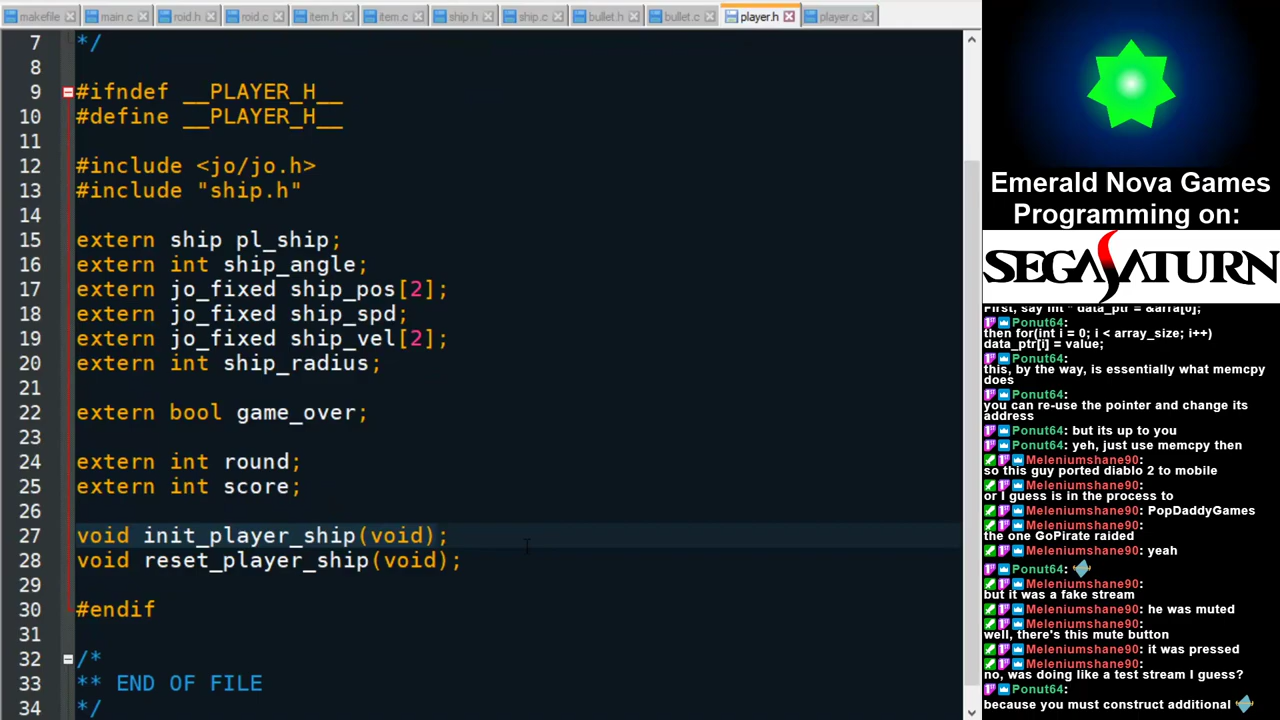 makefile main.c roid.h roid.c item.h item.c ship.h ship.c bullet.h bullet.c player.h player.c
7 */
8
9 #ifndef __PLAYER_H__
10 #define __PLAYER_H__
11
12 #include <jo/jo.h>
13 #include "ship.h"
14
15 extern ship pl_ship;
16 extern int ship_angle;
17 extern jo_fixed ship_pos[2];
18 extern jo_fixed ship_spd;
19 extern jo_fixed ship_vel[2];
20 extern int ship_radius;
21
22 extern bool game_over;
23
24 extern int round;
25 extern int score;
26
27 void init_player_ship(void);
28 void reset_player_ship(void);
29
30 #endif
31
32 /*
33 ** END OF FILE
34 */
Emerald Nova Games
Programming on:
SEGA SATURN
First, say int * data_ptr = &arra[0];
Ponut64:
then for(int i = 0; i < array_size; i++)
data_ptr[i] = value;
Ponut64:
this, by the way, is essentially what memcpy
does
Ponut64:
you can re-use the pointer and change its
address
Ponut64: but its up to you
Ponut64: yeh, just use memcpy then
Meleniumshane90:
so this guy ported diablo 2 to mobile
Meleniumshane90:
or I guess is in the process to
Meleniumshane90: PopDaddyGames
Meleniumshane90:
the one GoPirate raided
Meleniumshane90: yeah
Ponut64:
Meleniumshane90:
but it was a fake stream
Meleniumshane90: he was muted
Meleniumshane90:
well, there's this mute button
Meleniumshane90: it was pressed
Meleniumshane90:
no, was doing like a test stream I guess?
Ponut64:
because you must construct additional